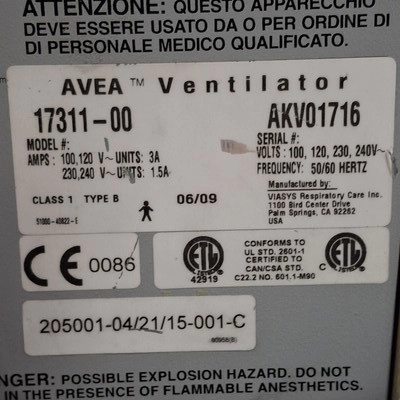 ATTENZIONE: QUESTO APPARECCHIO
DEVE ESSERE USATO DA O PER ORDINE DI
DI PERSONALE MEDICO QUALIFICATO.
AVEA™ Ventilator
17311-00 AKV01716
MODEL#: SERIAL#:
AMPS : 100,120 V~ UNITS: 3A VOLTS : 100, 120, 230, 240V~
230,240 V~ UNITS: 1.5A FREQUENCY: 50/60 HERTZ
CLASS 1 TYPE B 06/09
Manufactured by:
VIASYS Respiratory Care Inc.
1100 Bird Center Drive
Palm Springs, CA 92262
USA
51000-40822-E
CE 0086
ETL
42919
CONFORMS TO
UL STD. 2601-1
CERTIFIED TO
CAN/CSA STD.
C22.2 NO. 601.1-M90
C ETL
205001-04/21/15-001-C
NGER: POSSIBLE EXPLOSION HAZARD. DO NOT
IN THE PRESENCE OF FLAMMABLE ANESTHETICS.